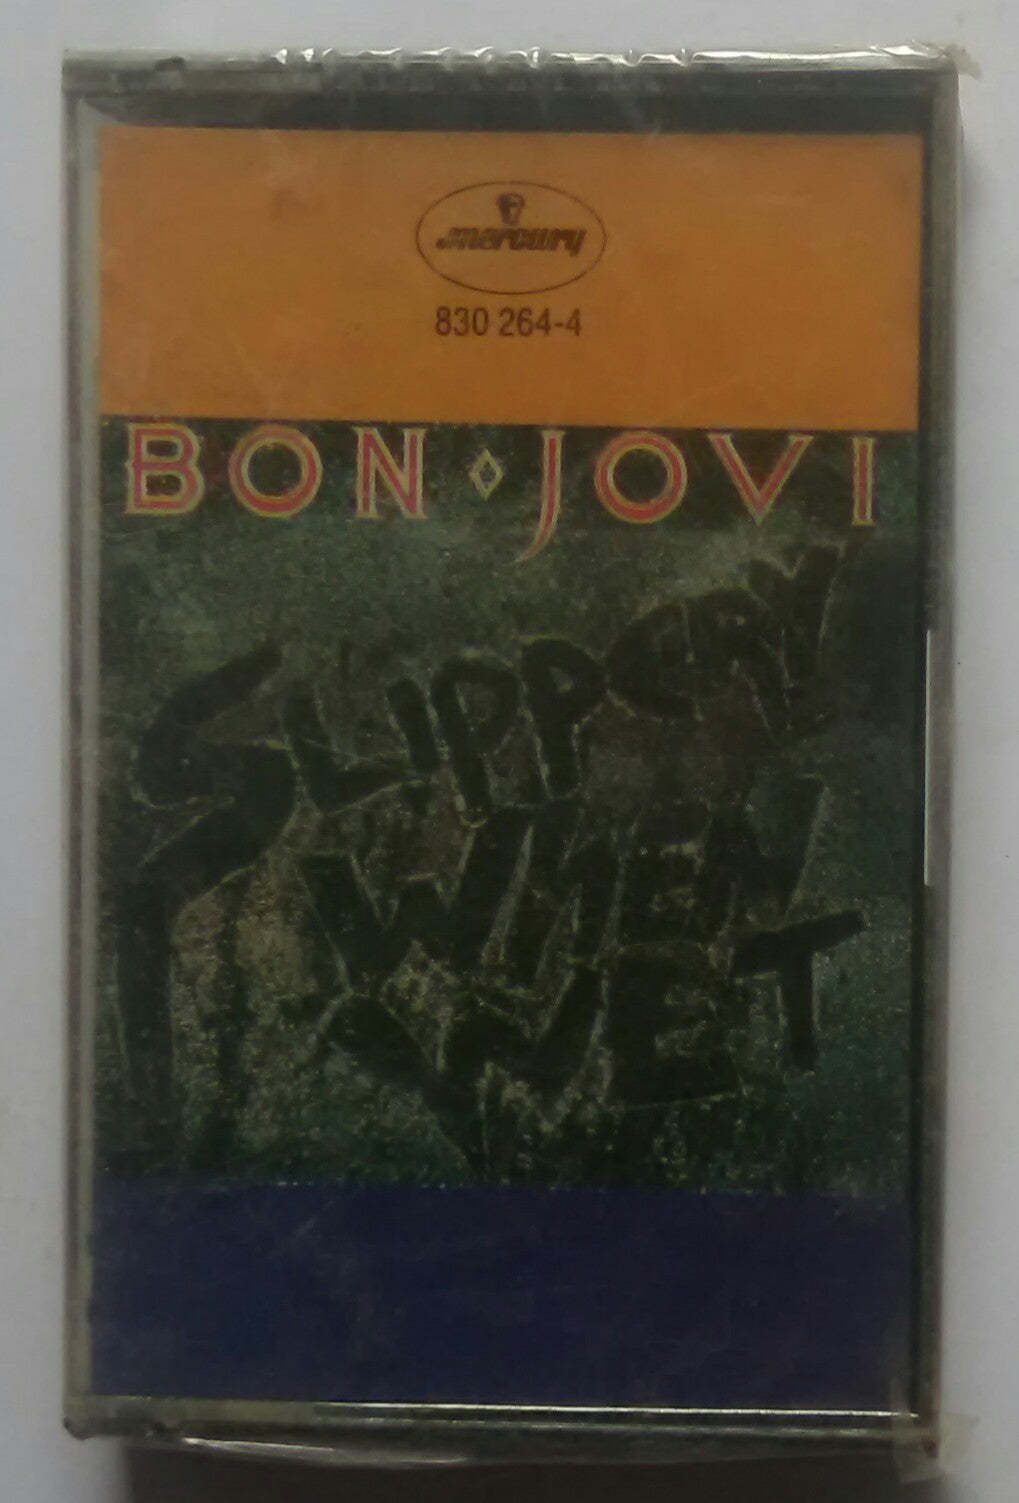 mercury
830 264-4
BON JOVI
SLIPPERY
WHEN
WET